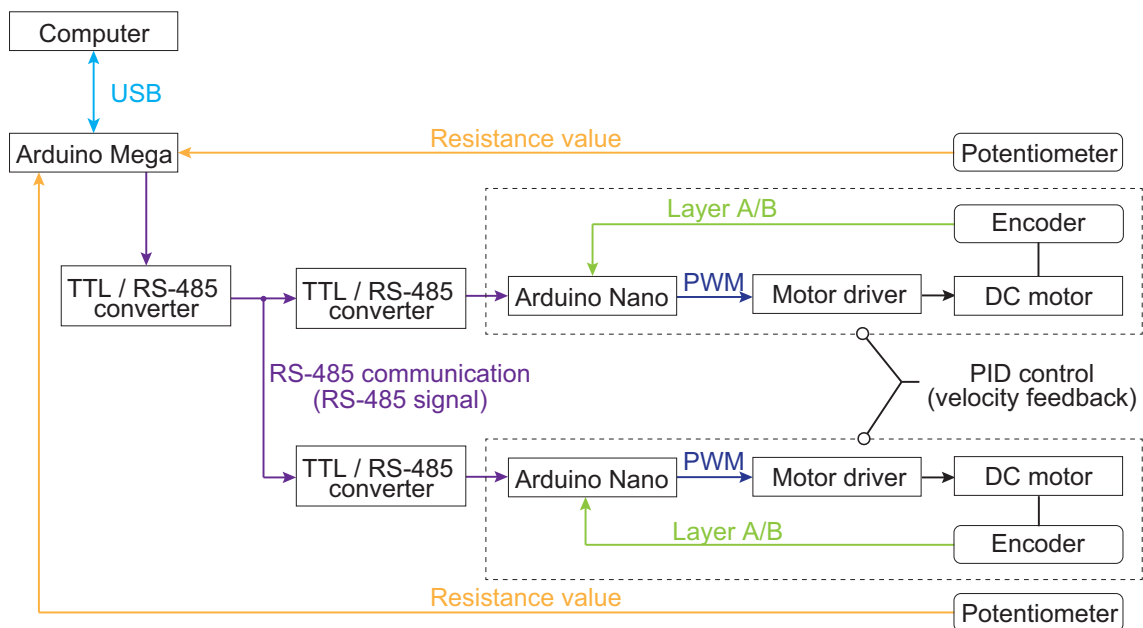 Computer
USB
Resistance value
Arduino Mega
Potentiometer
Layer A/B
Encoder
TTL / RS-485
converter
TTL / RS-485
converter
Arduino Nano
PWM
Motor driver
DC motor
RS-485 communication
(RS-485 signal)
PID control
(velocity feedback)
TTL / RS-485
converter
Arduino Nano
PWM
Motor driver
DC motor
Layer A/B
Encoder
Resistance value
Potentiometer